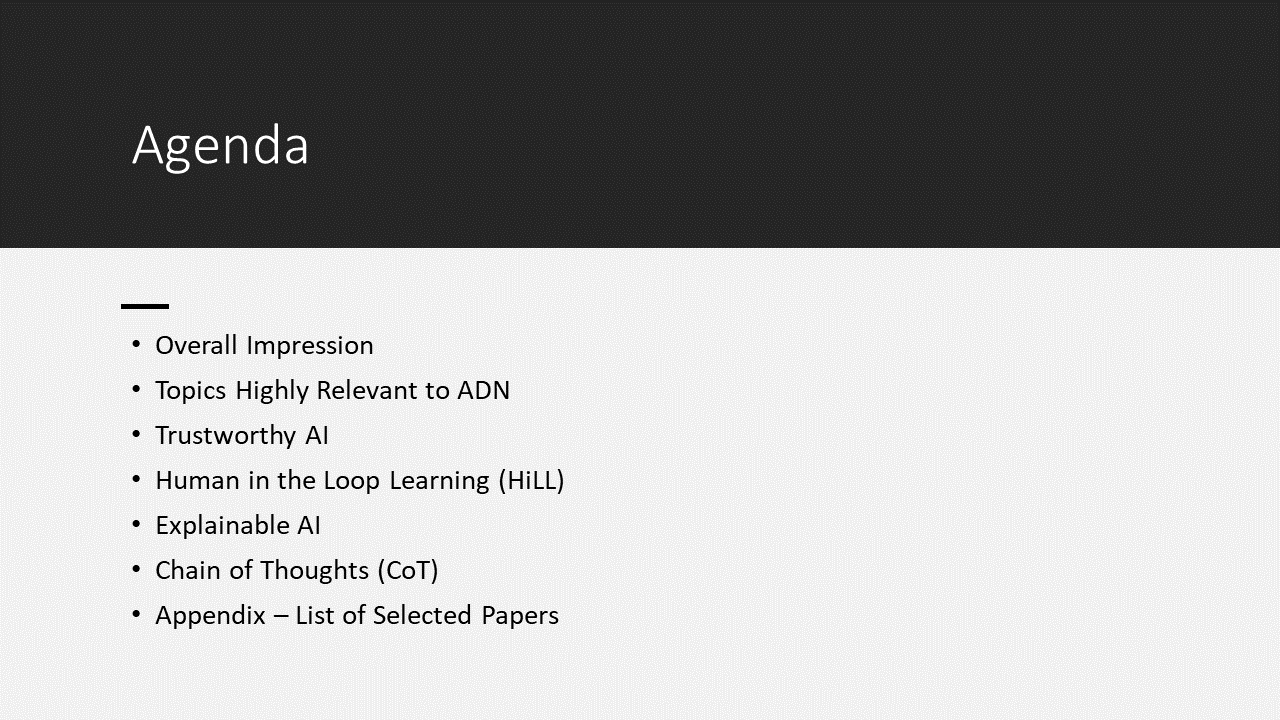 Agenda
• Overall Impression
• Topics Highly Relevant to ADN
• Trustworthy AI
• Human in the Loop Learning (HiLL)
• Explainable AI
• Chain of Thoughts (CoT)
• Appendix – List of Selected Papers